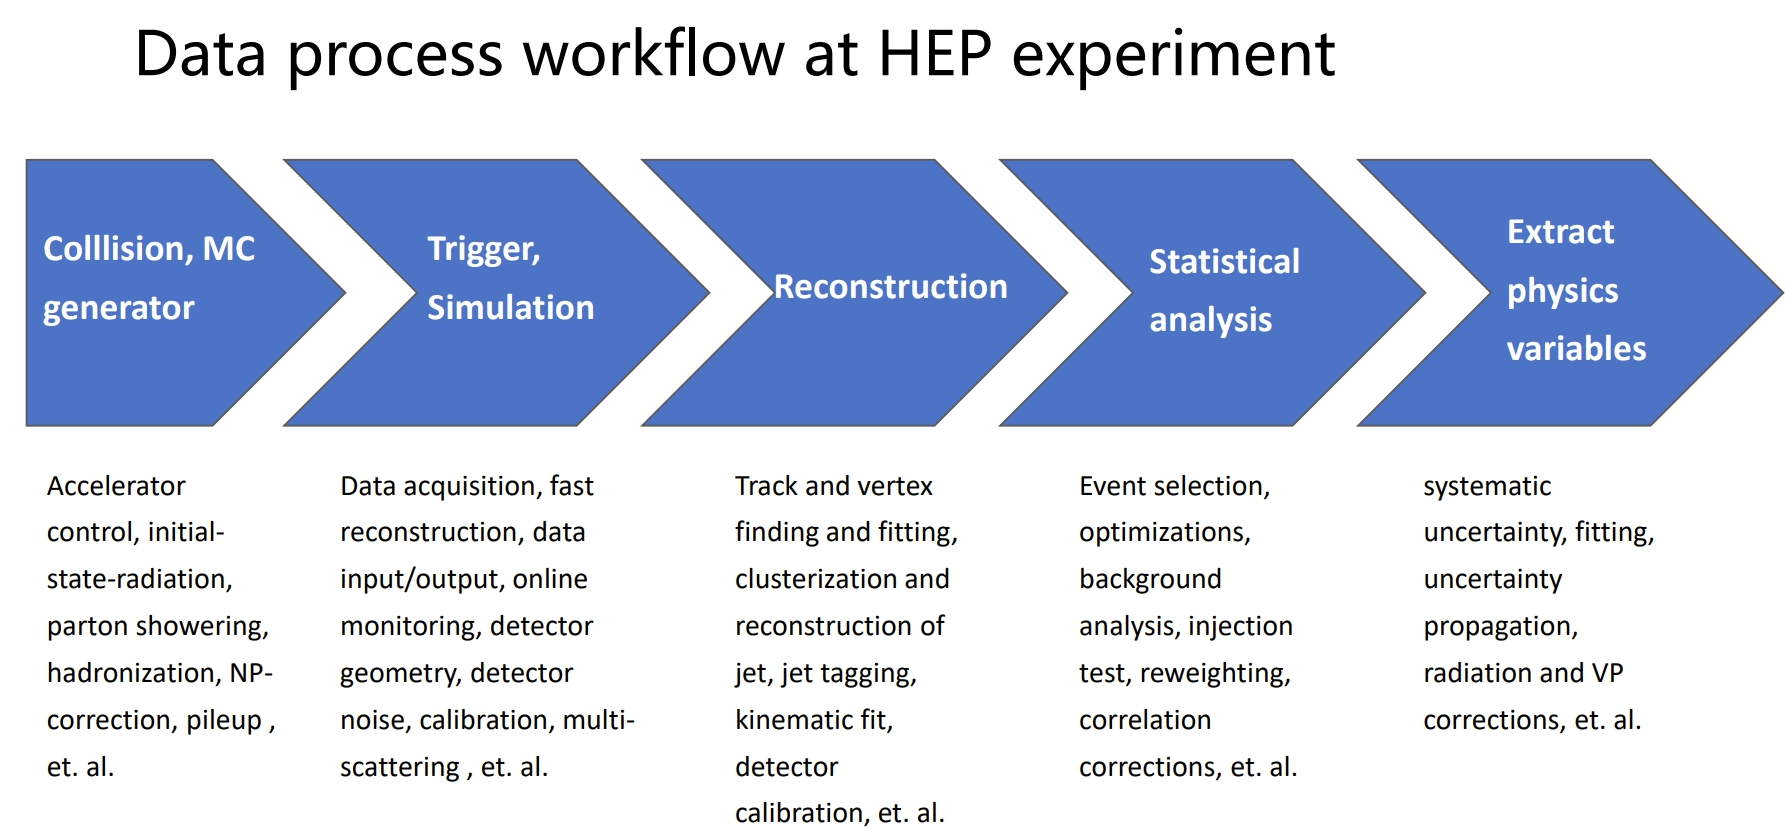 Data process workflow at HEP experiment
Colllision, MC
generator
Trigger,
Simulation
Reconstruction
Statistical
analysis
Extract
physics
variables
Accelerator
control, initial-
state-radiation,
parton showering,
hadronization, NP-
correction, pileup ,
et. al.
Data acquisition, fast
reconstruction, data
input/output, online
monitoring, detector
geometry, detector
noise, calibration, multi-
scattering , et. al.
Track and vertex
finding and fitting,
clusterization and
reconstruction of
jet, jet tagging,
kinematic fit,
detector
calibration, et. al.
Event selection,
optimizations,
background
analysis, injection
test, reweighting,
correlation
corrections, et. al.
systematic
uncertainty, fitting,
uncertainty
propagation,
radiation and VP
corrections, et. al.